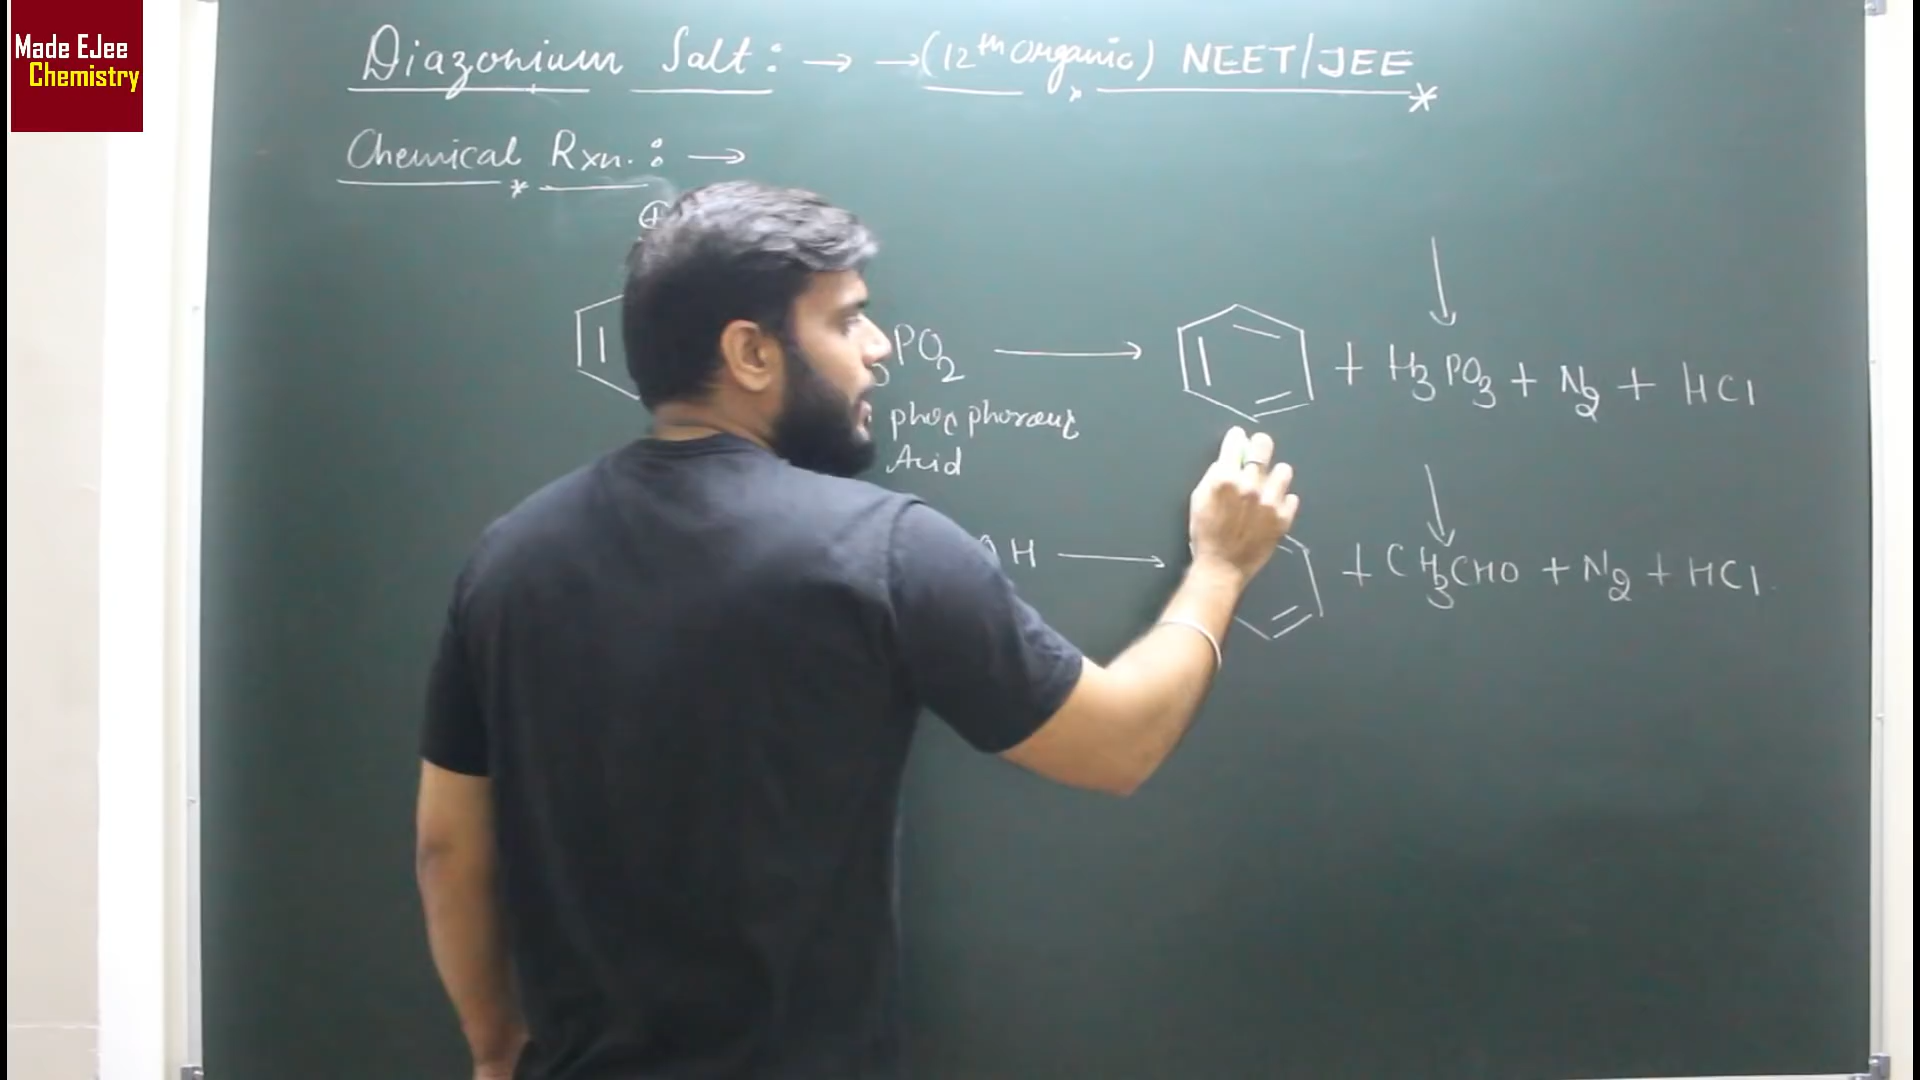 Made EJee
Chemistry
Diazonium Salt : → → (12th Organic) NEET/JEE
Chemical Rxn. : →
⊕
PO2 → + H3PO3 + N2 + HCl
phosphorous
Acid
H → + CH3CHO + N2 + HCl